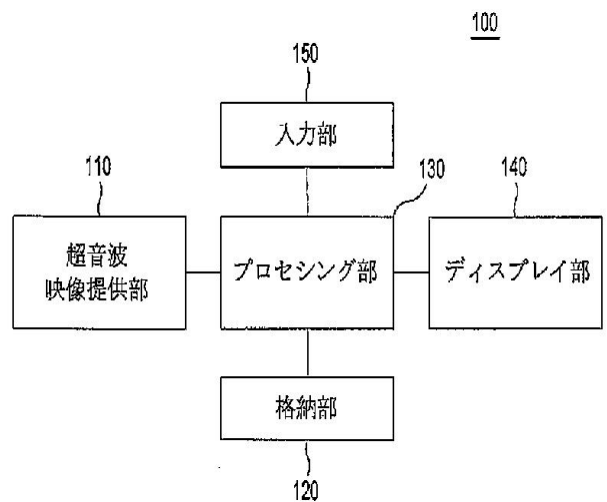 100
150
入力部
110
130
140
超音波
映像提供部
プロセシング部
ディスプレイ部
格納部
120